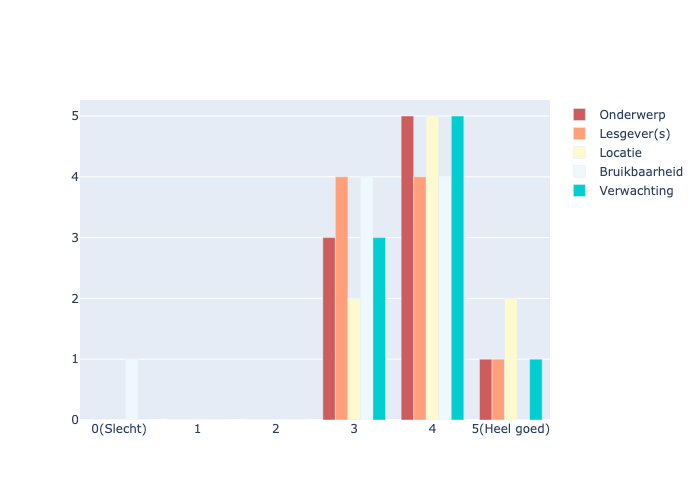 5
4
3
2
1
0
0(Slecht)
1
2
3
4
5(Heel goed)
Onderwerp
Lesgever(s)
Locatie
Bruikbaarheid
Verwachting